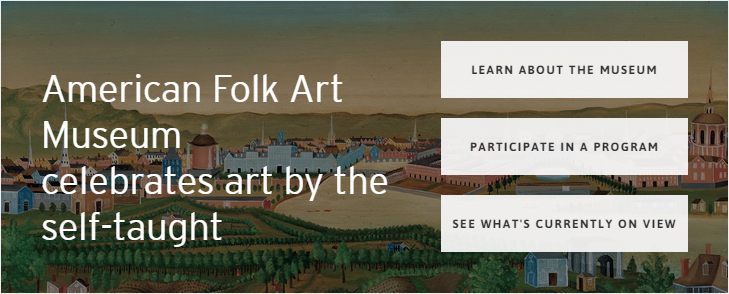 American Folk Art
Museum
celebrates art by the
self-taught
LEARN ABOUT THE MUSEUM
PARTICIPATE IN A PROGRAM
SEE WHAT'S CURRENTLY ON VIEW